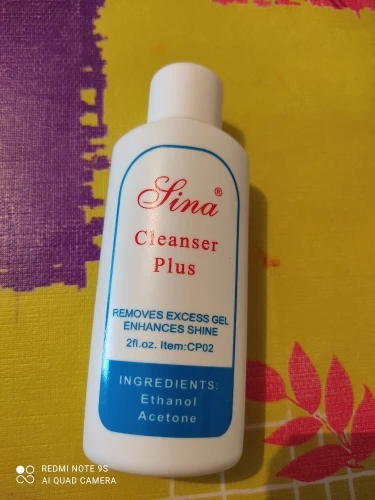 Sina®
Cleanser
Plus
REMOVES EXCESS GEL
ENHANCES SHINE
2fl.oz. Item:CP02
INGREDIENTS:
Ethanol
Acetone
REDMI NOTE 9S
AI QUAD CAMERA